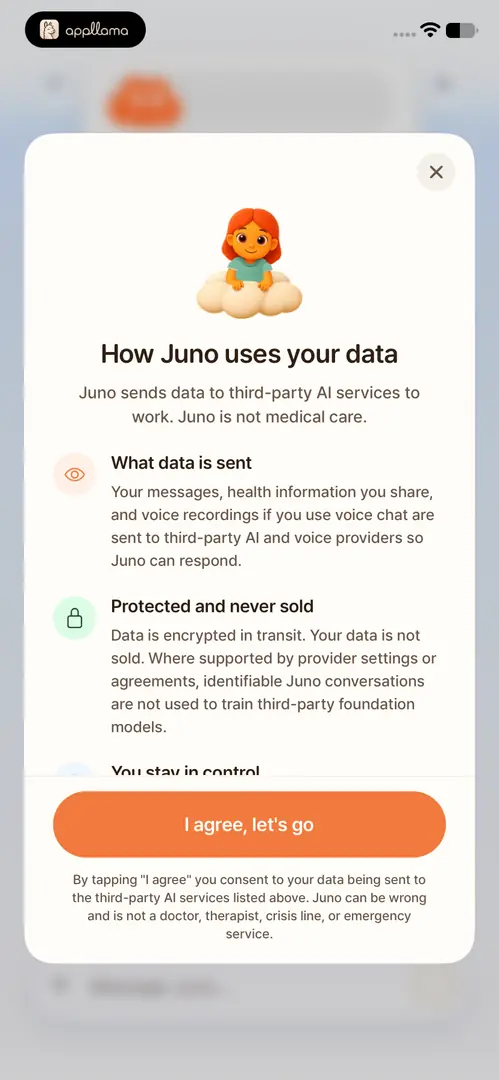 appllama
How Juno uses your data
Juno sends data to third-party AI services to
work. Juno is not medical care.
What data is sent
Your messages, health information you share,
and voice recordings if you use voice chat are
sent to third-party AI and voice providers so
Juno can respond.
Protected and never sold
Data is encrypted in transit. Your data is not
sold. Where supported by provider settings or
agreements, identifiable Juno conversations
are not used to train third-party foundation
models.
You stay in control
I agree, let's go
By tapping "I agree" you consent to your data being sent to
the third-party AI services listed above. Juno can be wrong
and is not a doctor, therapist, crisis line, or emergency
service.